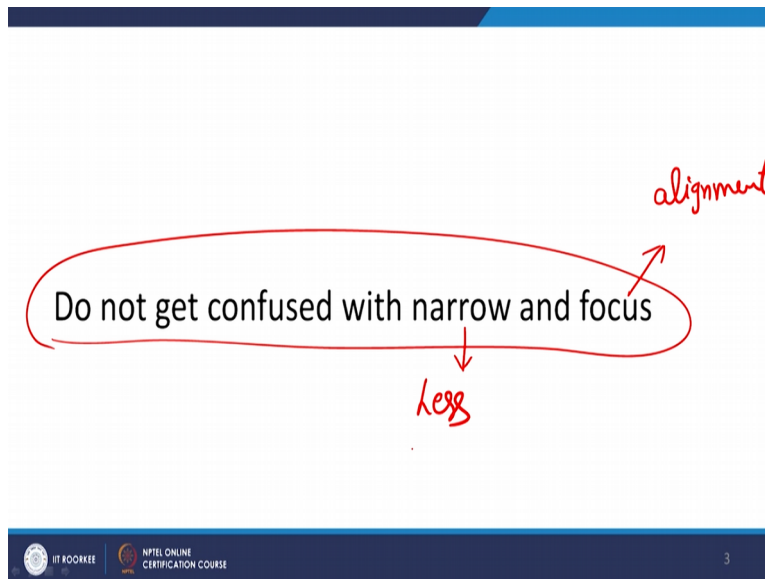 alignment
Do not get confused with narrow and focus
Less
IIT ROORKEE
NPTEL ONLINE
CERTIFICATION COURSE
3